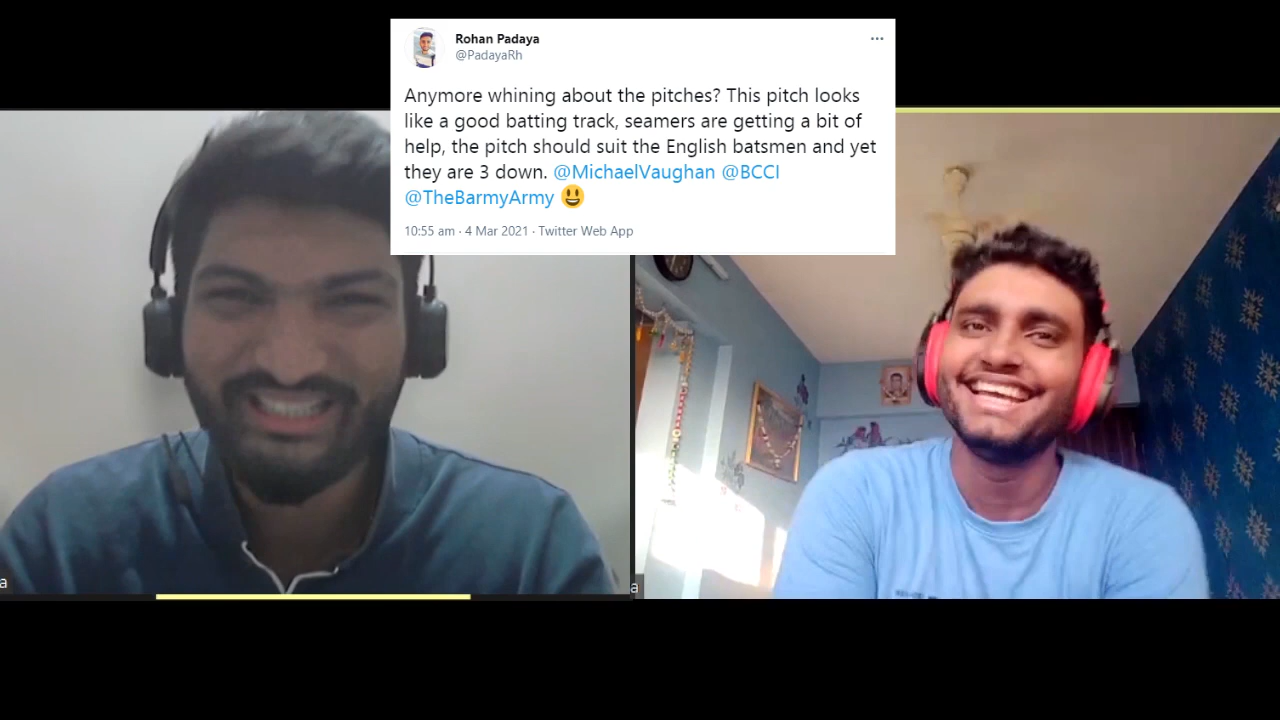 Rohan Padaya
@PadayaRh
Anymore whining about the pitches? This pitch looks
like a good batting track, seamers are getting a bit of
help, the pitch should suit the English batsmen and yet
they are 3 down. @MichaelVaughan @BCCI
@TheBarmyArmy 😃
10:55 am · 4 Mar 2021 · Twitter Web App
a
a